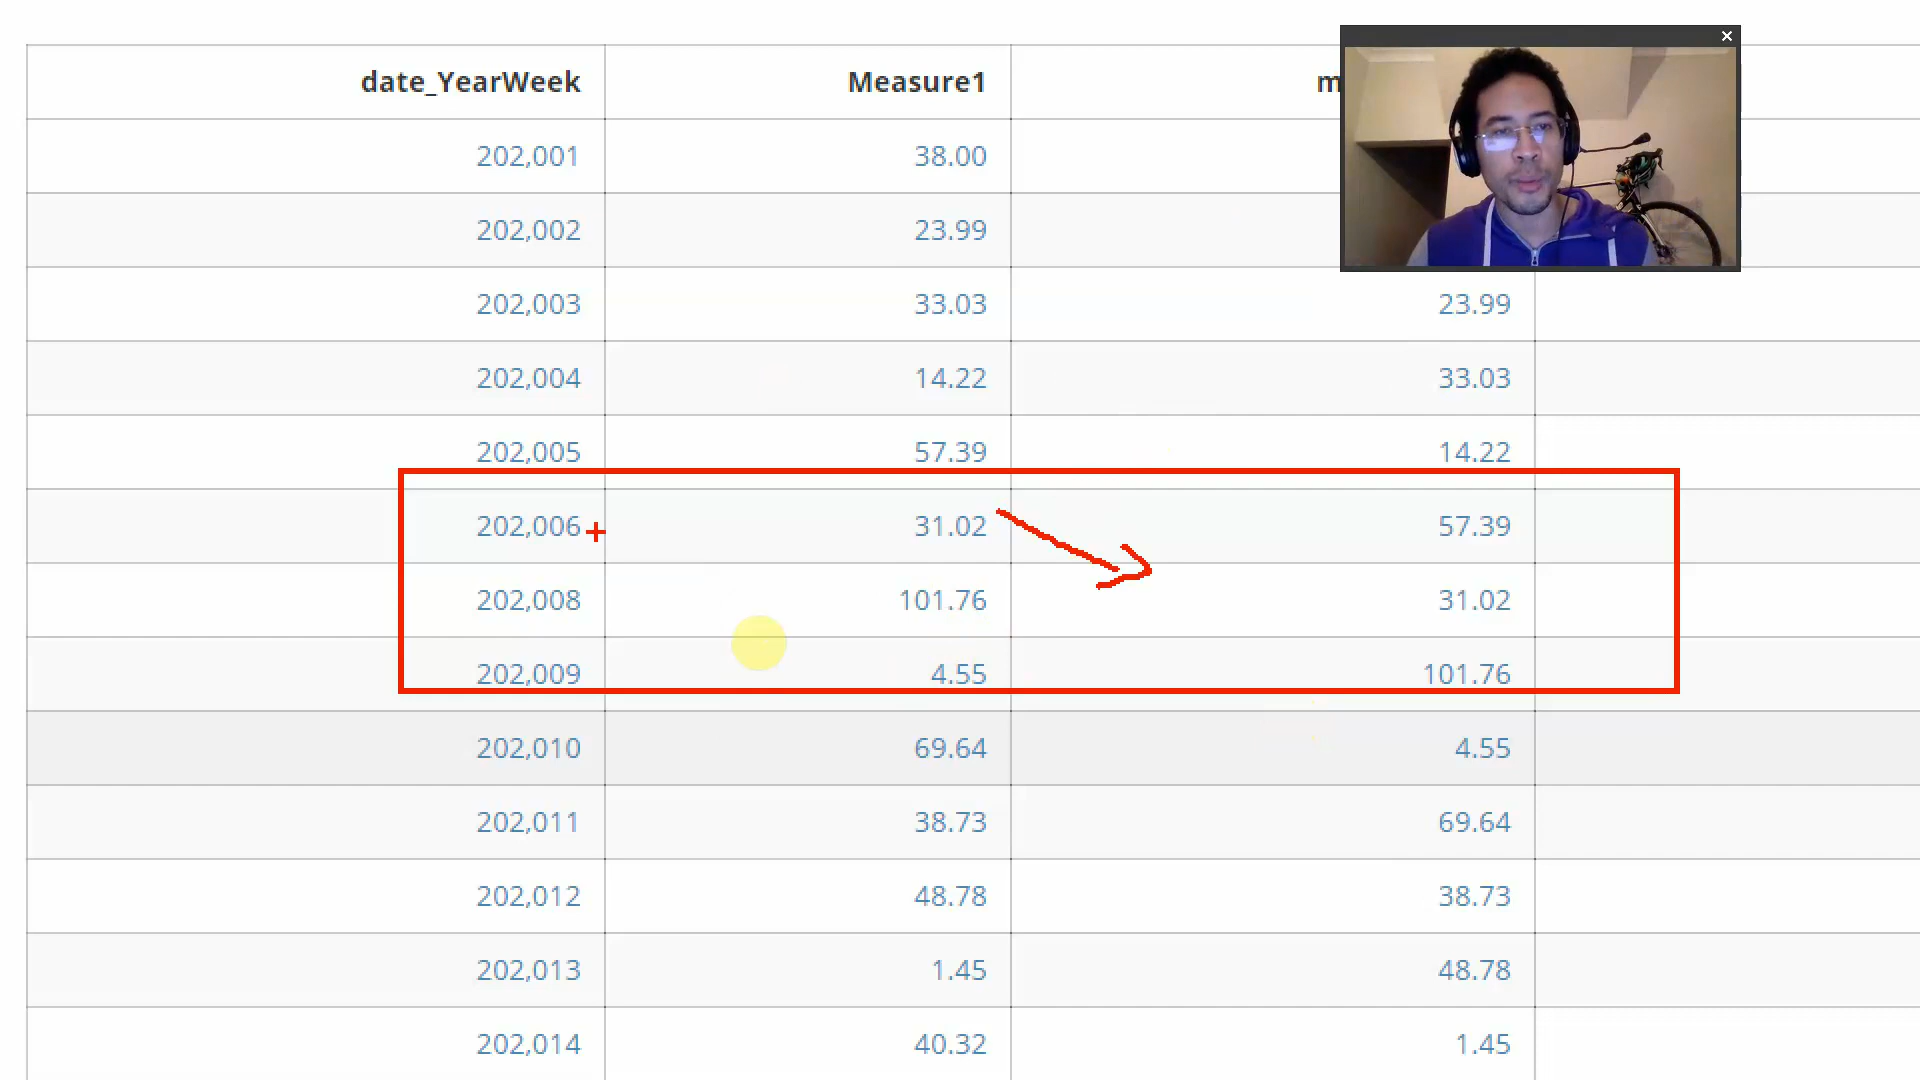 date_YearWeek Measure1 m
202,001 38.00
202,002 23.99
202,003 33.03 23.99
202,004 14.22 33.03
202,005 57.39 14.22
202,006 31.02 57.39
202,008 101.76 31.02
202,009 4.55 101.76
202,010 69.64 4.55
202,011 38.73 69.64
202,012 48.78 38.73
202,013 1.45 48.78
202,014 40.32 1.45